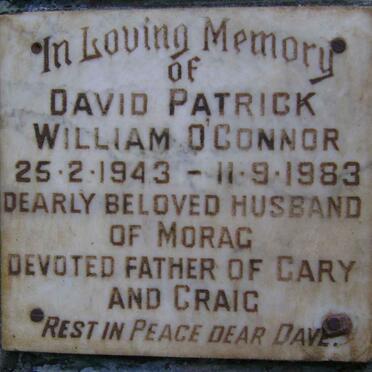 In Loving Memory
of
DAVID PATRICK
WILLIAM O'CONNOR
25·2·1943 – 11·9·1983
DEARLY BELOVED HUSBAND
OF MORAG
DEVOTED FATHER OF GARY
AND CRAIG
REST IN PEACE DEAR DAVE.